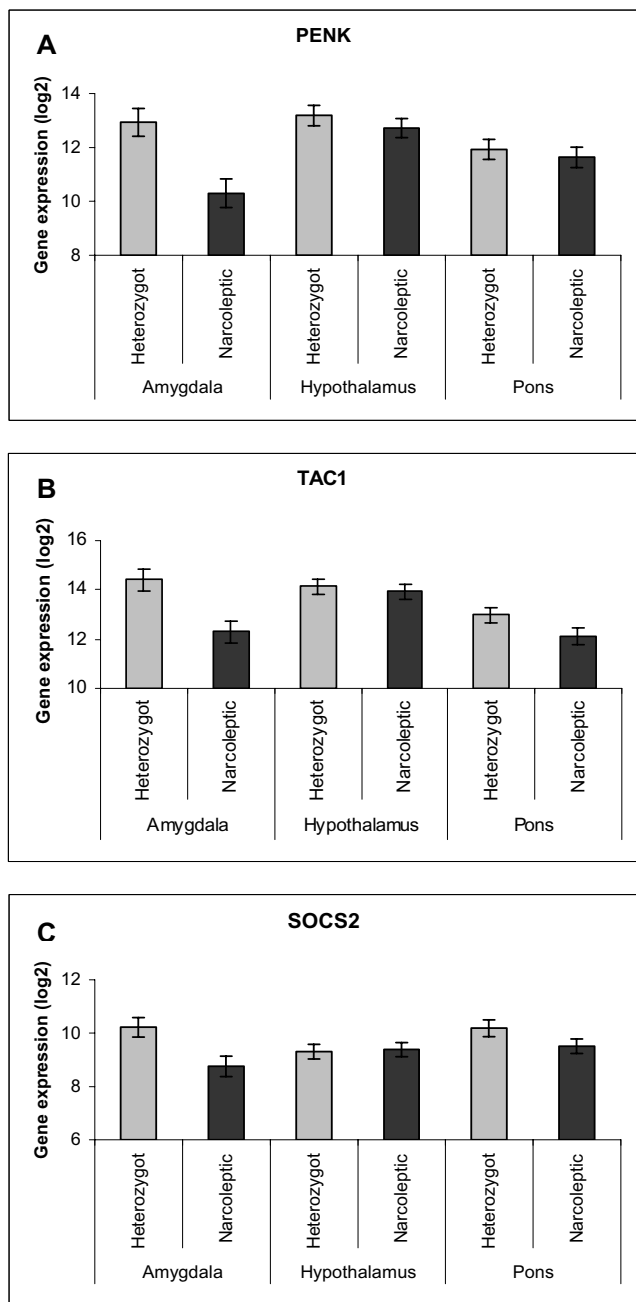 A
PENK
Gene expression (log2)
14
12
10
8
Heterozygot
Narcoleptic
Heterozygot
Narcoleptic
Heterozygot
Narcoleptic
Amygdala
Hypothalamus
Pons
B
TAC1
Gene expression (log2)
16
14
12
10
Heterozygot
Narcoleptic
Heterozygot
Narcoleptic
Heterozygot
Narcoleptic
Amygdala
Hypothalamus
Pons
C
SOCS2
Gene expression (log2)
12
10
8
6
Heterozygot
Narcoleptic
Heterozygot
Narcoleptic
Heterozygot
Narcoleptic
Amygdala
Hypothalamus
Pons